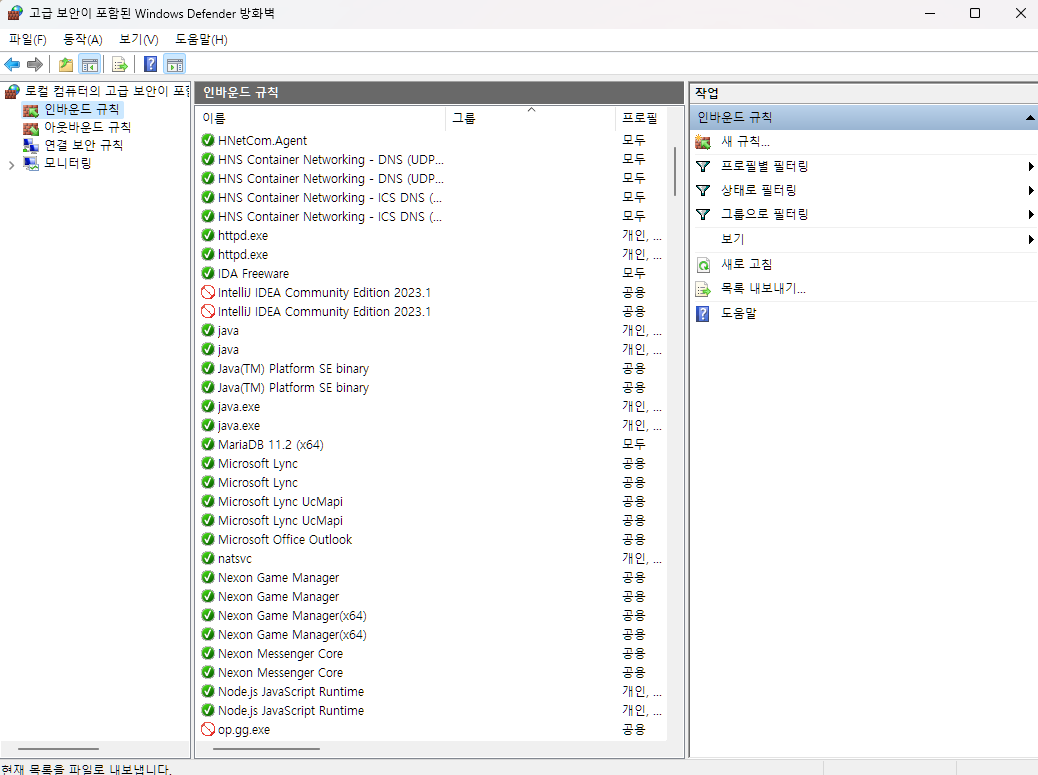 고급 보안이 포함된 Windows Defender 방화벽
파일(F) 동작(A) 보기(V) 도움말(H)
로컬 컴퓨터의 고급 보안이 포함
인바운드 규칙
아웃바운드 규칙
연결 보안 규칙
모니터링
인바운드 규칙
이름 그룹 프로필
HNetCom.Agent 모두
HNS Container Networking - DNS (UDP... 모두
HNS Container Networking - DNS (UDP... 모두
HNS Container Networking - ICS DNS (... 모두
HNS Container Networking - ICS DNS (... 모두
httpd.exe 개인, ...
httpd.exe 개인, ...
IDA Freeware 모두
IntelliJ IDEA Community Edition 2023.1 공용
IntelliJ IDEA Community Edition 2023.1 공용
java 개인, ...
java 개인, ...
Java(TM) Platform SE binary 공용
Java(TM) Platform SE binary 공용
java.exe 개인, ...
java.exe 개인, ...
MariaDB 11.2 (x64) 모두
Microsoft Lync 공용
Microsoft Lync 공용
Microsoft Lync UcMapi 공용
Microsoft Lync UcMapi 공용
Microsoft Office Outlook 공용
natsvc 개인, ...
Nexon Game Manager 공용
Nexon Game Manager 공용
Nexon Game Manager(x64) 공용
Nexon Game Manager(x64) 공용
Nexon Messenger Core 공용
Nexon Messenger Core 공용
Node.js JavaScript Runtime 개인, ...
Node.js JavaScript Runtime 개인, ...
op.gg.exe 공용
작업
인바운드 규칙
새 규칙...
프로필별 필터링
상태로 필터링
그룹으로 필터링
보기
새로 고침
목록 내보내기...
도움말
현재 목록을 파일로 내보냅니다.